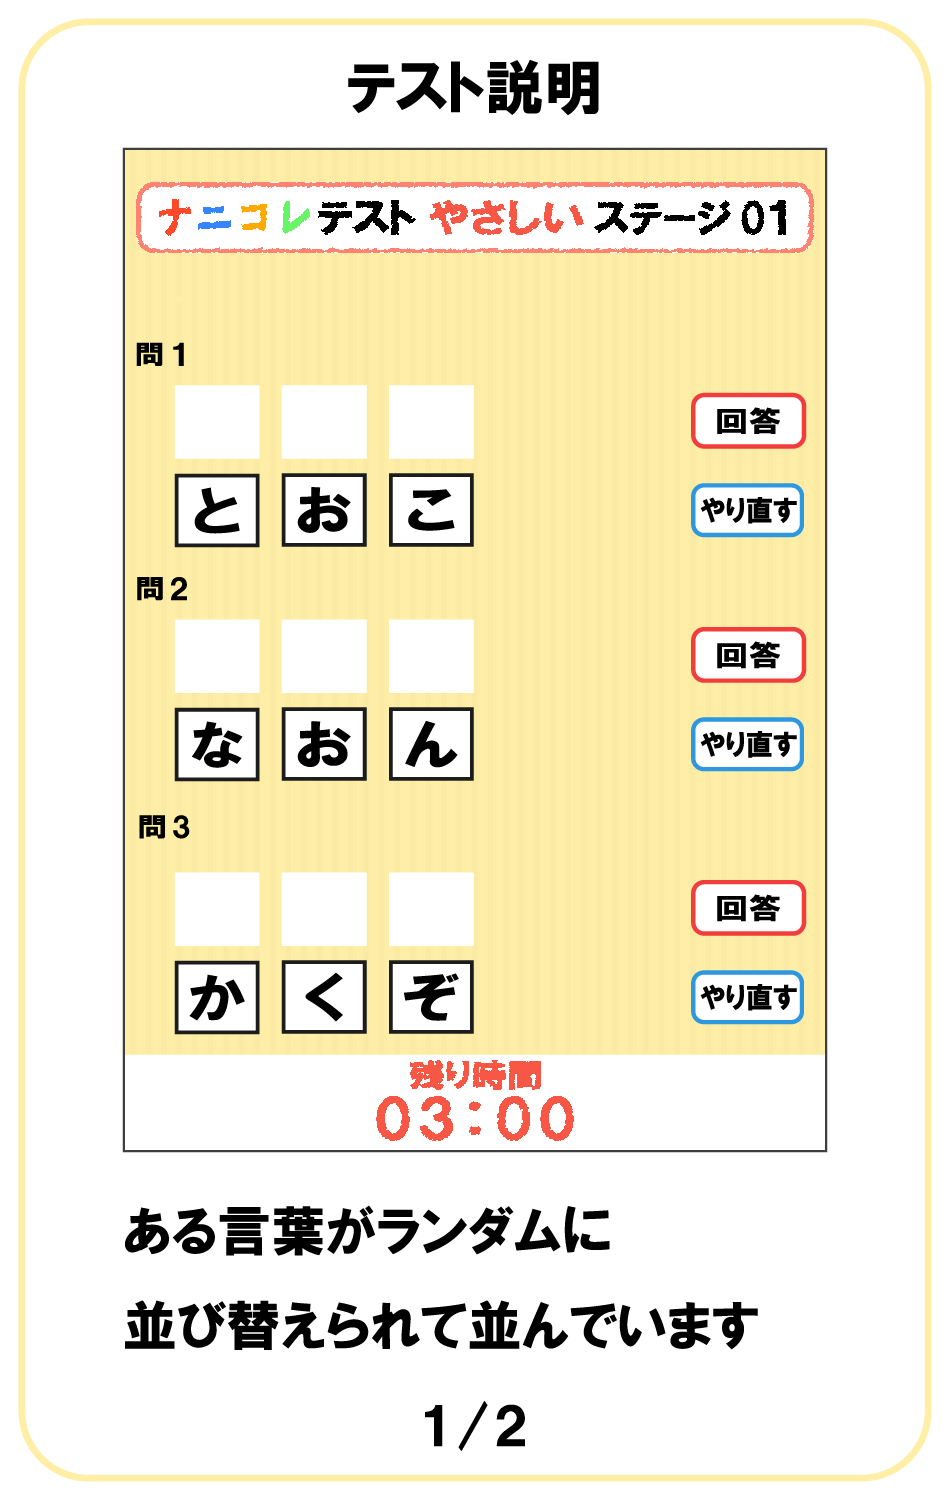 テスト説明
ナニコレテスト やさしい ステージ01
問1
回答
とおこ
やり直す
問2
回答
なおん
やり直す
問3
回答
かくぞ
やり直す
残り時間
03:00
ある言葉がランダムに
並び替えられて並んでいます
1/2